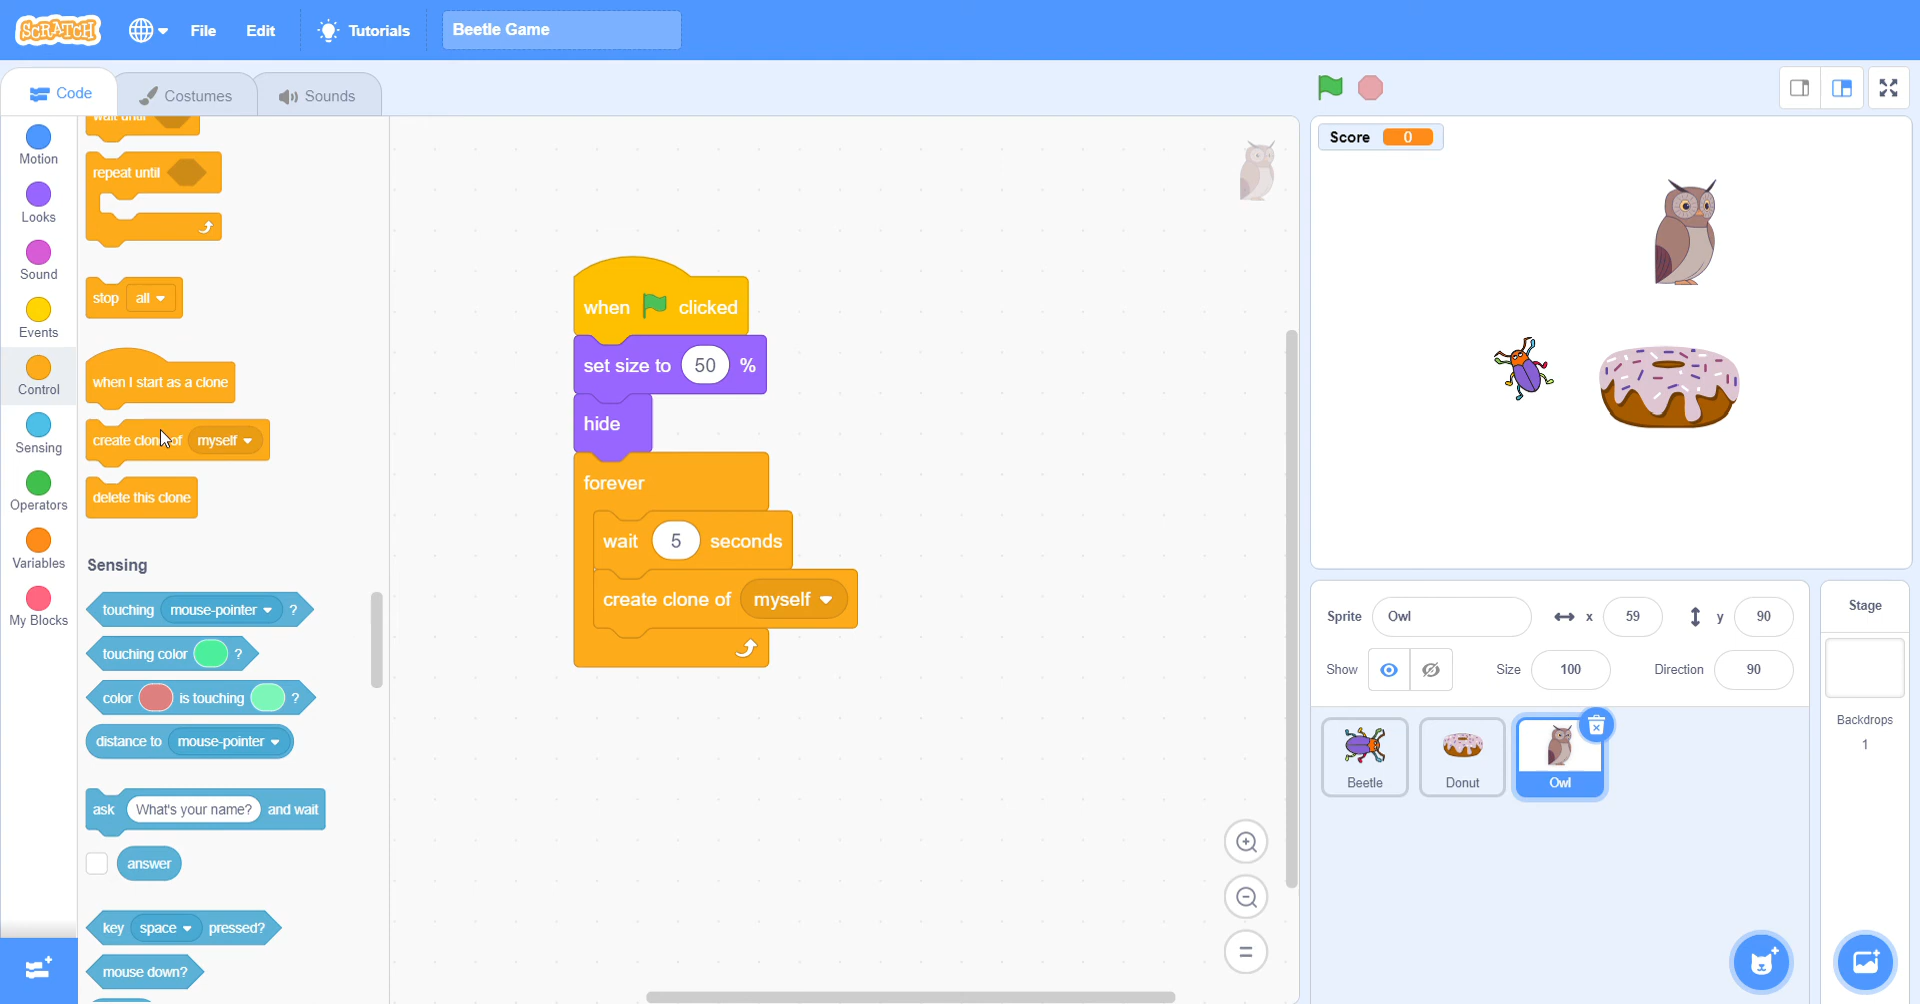 SCRATCH File Edit Tutorials Beetle Game
Code Costumes Sounds
Motion
Looks
Sound
Events
Control
Sensing
Operators
Variables
My Blocks
wait until
repeat until
stop all
when I start as a clone
create clone of myself
delete this clone
Sensing
touching mouse-pointer ?
touching color ?
color is touching ?
distance to mouse-pointer
ask What's your name? and wait
answer
key space pressed?
mouse down?
when clicked
set size to 50 %
hide
forever
wait 5 seconds
create clone of myself
Score 0
Sprite Owl x 59 y 90
Show Size 100 Direction 90
Beetle Donut Owl
Stage
Backdrops
1